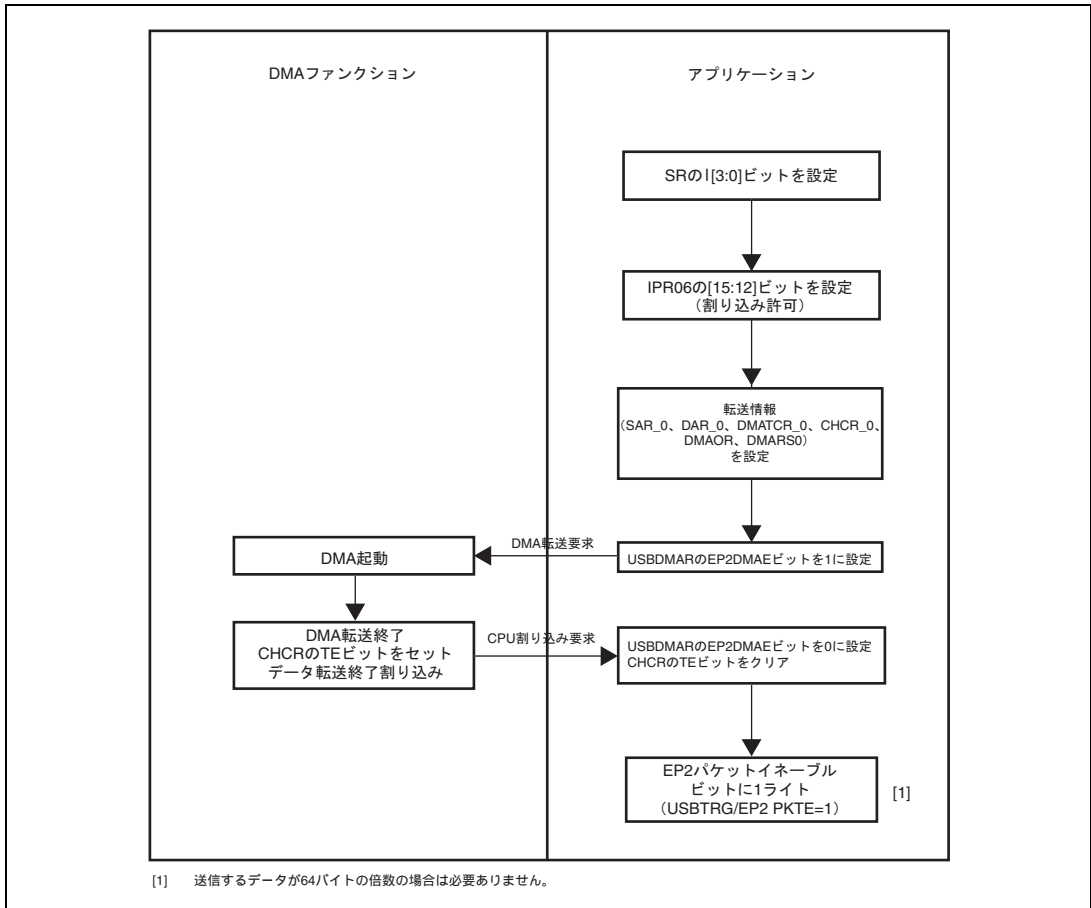 DMAファンクション
アプリケーション
SRのI[3:0]ビットを設定
IPR06の[15:12]ビットを設定
（割り込み許可）
転送情報
（SAR_0、DAR_0、DMATCR_0、CHCR_0、
DMAOR、DMARS0）
を設定
DMA起動
DMA転送要求
USBDMARのEP2DMAEビットを1に設定
DMA転送終了
CHCRのTEビットをセット
データ転送終了割り込み
CPU割り込み要求
USBDMARのEP2DMAEビットを0に設定
CHCRのTEビットをクリア
EP2パケットイネーブル
ビットに1ライト
（USBTRG/EP2 PKTE=1）
[1]
[1] 送信するデータが64バイトの倍数の場合は必要ありません。